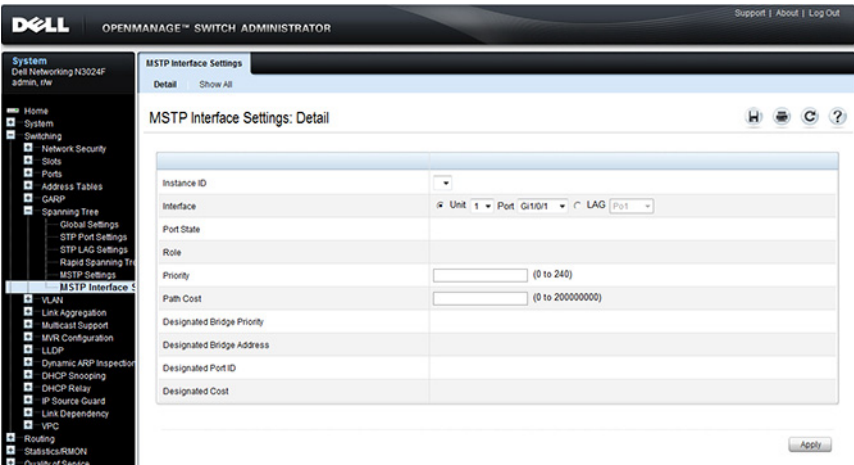 Support | About | Log Out
DELL OPENMANAGE™ SWITCH ADMINISTRATOR
System
Dell Networking N3024F
admin, r/w
Home
System
Switching
Network Security
Slots
Ports
Address Tables
GARP
Spanning Tree
Global Settings
STP Port Settings
STP LAG Settings
Rapid Spanning Tre
MSTP Settings
MSTP Interface S
VLAN
Link Aggregation
Multicast Support
MVR Configuration
LLDP
Dynamic ARP Inspection
DHCP Snooping
DHCP Relay
IP Source Guard
Link Dependency
VPC
Routing
Statistics/RMON
Quality of Service
MSTP Interface Settings
Detail Show All
MSTP Interface Settings: Detail
Instance ID
Interface Unit 1 Port Gi1/0/1 LAG Po1
Port State
Role
Priority (0 to 240)
Path Cost (0 to 200000000)
Designated Bridge Priority
Designated Bridge Address
Designated Port ID
Designated Cost
Apply